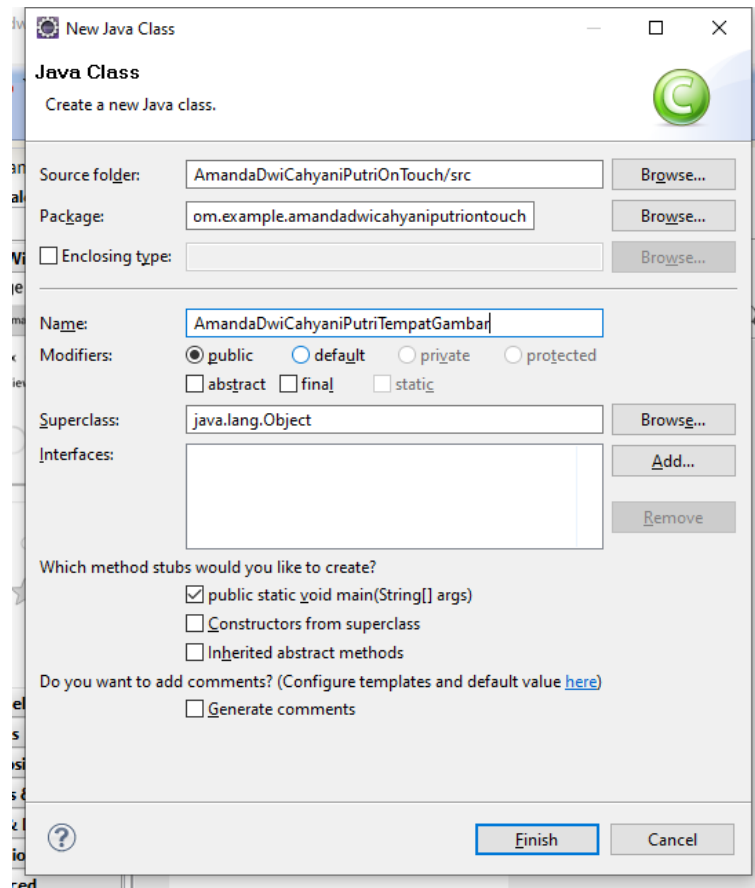 New Java Class
Java Class
Create a new Java class.
Source folder: AmandaDwiCahyaniPutriOnTouch/src Browse...
Package: om.example.amandadwicahyaniputriontouch Browse...
Enclosing type: Browse...
Name: AmandaDwiCahyaniPutriTempatGambar
Modifiers: public default private protected
abstract final static
Superclass: java.lang.Object Browse...
Interfaces: Add...
Remove
Which method stubs would you like to create?
public static void main(String[] args)
Constructors from superclass
Inherited abstract methods
Do you want to add comments? (Configure templates and default value here)
Generate comments
? Finish Cancel